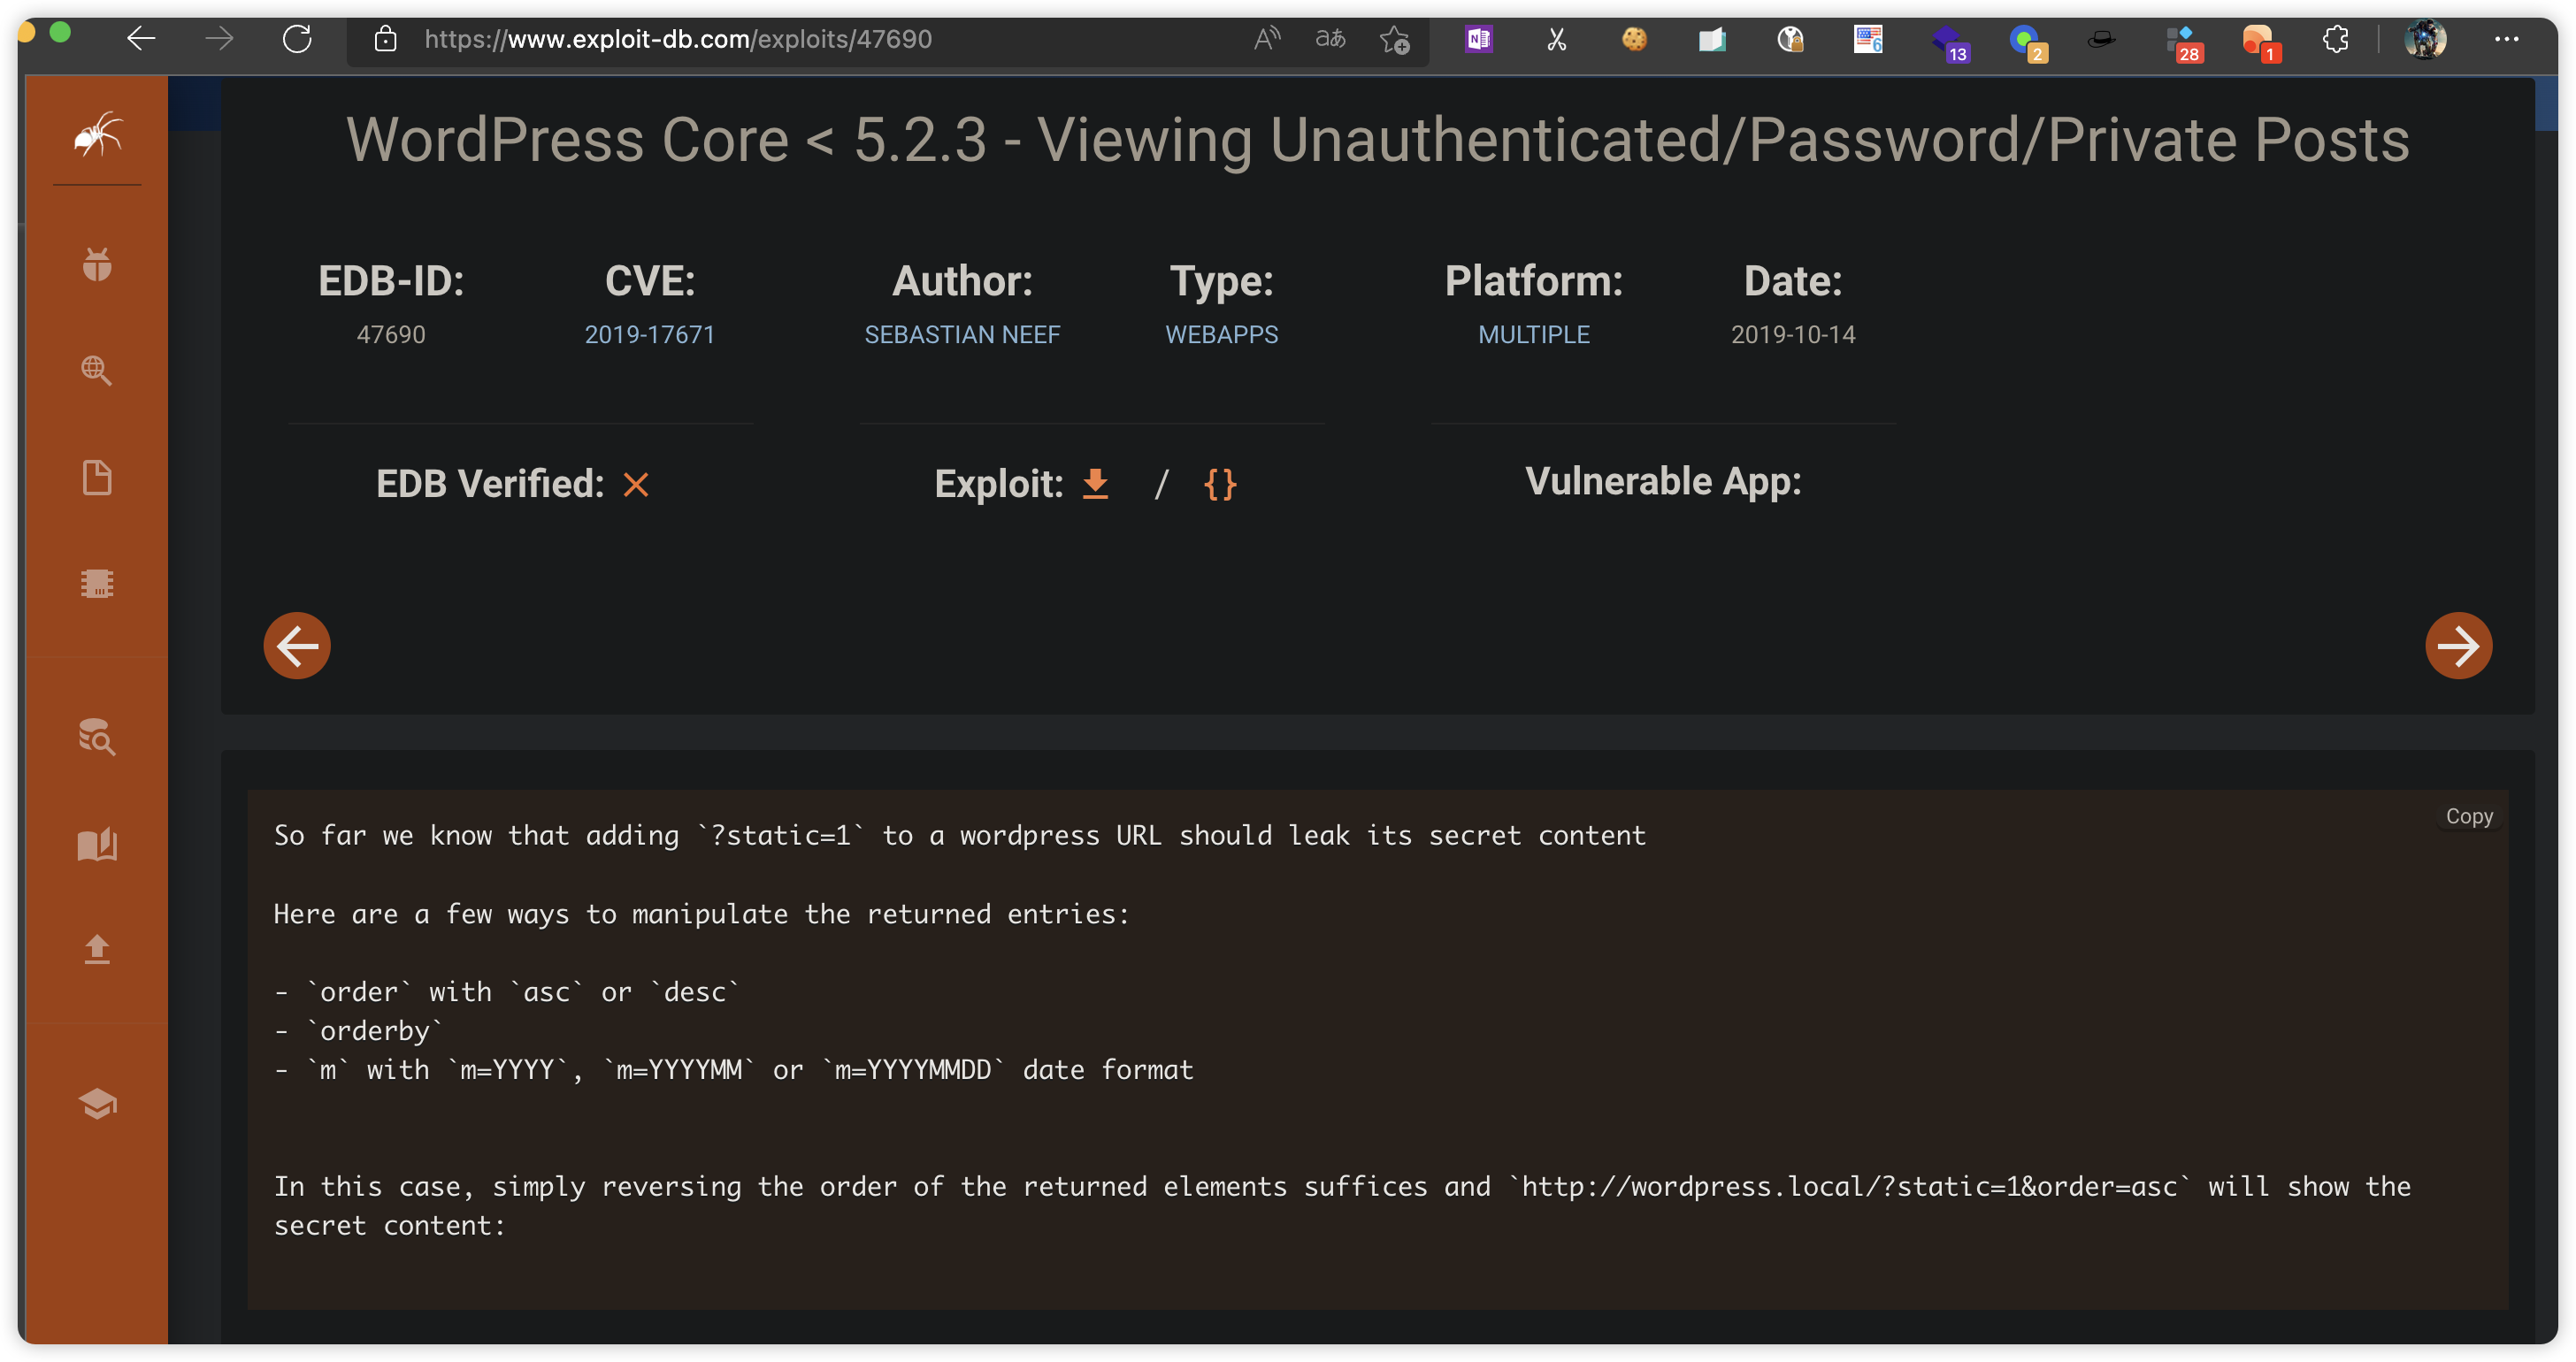 https://www.exploit-db.com/exploits/47690
13
2
28
1
WordPress Core < 5.2.3 - Viewing Unauthenticated/Password/Private Posts
EDB-ID:
47690
CVE:
2019-17671
Author:
SEBASTIAN NEEF
Type:
WEBAPPS
Platform:
MULTIPLE
Date:
2019-10-14
EDB Verified:
Exploit: / {}
Vulnerable App:
Copy
So far we know that adding `?static=1` to a wordpress URL should leak its secret content
Here are a few ways to manipulate the returned entries:
- `order` with `asc` or `desc`
- `orderby`
- `m` with `m=YYYY`, `m=YYYYMM` or `m=YYYYMMDD` date format
In this case, simply reversing the order of the returned elements suffices and `http://wordpress.local/?static=1&order=asc` will show the
secret content: